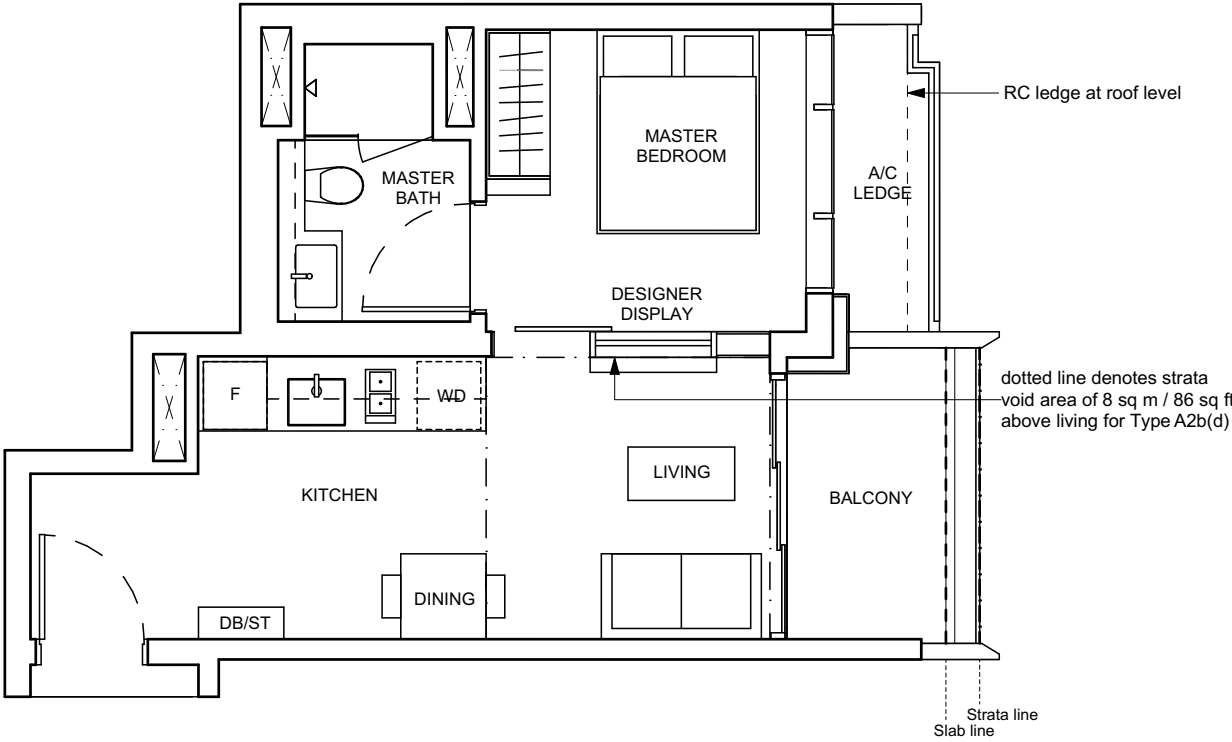 RC ledge at roof level
MASTER
BEDROOM
A/C
LEDGE
MASTER
BATH
DESIGNER
DISPLAY
dotted line denotes strata
void area of 8 sq m / 86 sq ft
above living for Type A2b(d)
F
WD
LIVING
KITCHEN
BALCONY
DINING
DB/ST
Strata line
Slab line